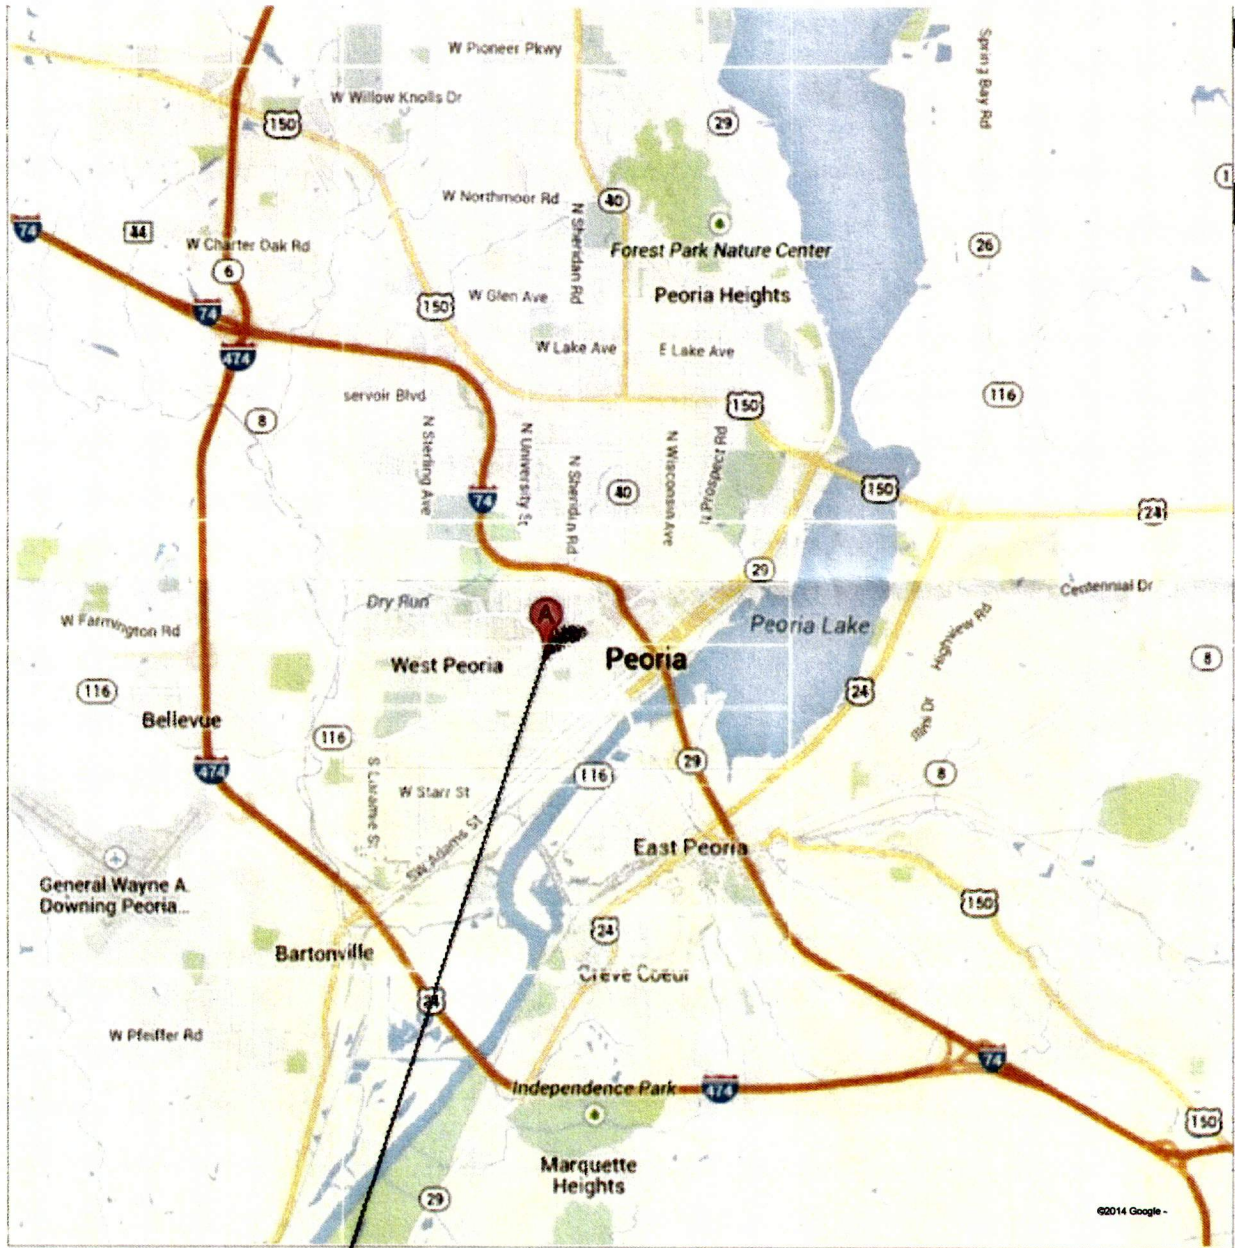 W Pioneer Pkwy
Spring Bay Rd
W Willow Knolls Dr
150
29
W Northmoor Rd
40
N Sheridan Rd
74
44
W Charter Oak Rd
6
Forest Park Nature Center
26
W Glen Ave
Peoria Heights
150
74
474
W Lake Ave
E Lake Ave
servoir Blvd
8
150
116
N Sterling Ave
N University St
N Sheridan Rd
N Wisconsin Ave
N Prospect Rd
74
40
150
24
29
Centennial Dr
Dry Run
A
W Farmington Rd
Peoria Lake
Highview Rd
West Peoria
Peoria
8
116
24
Bellevue
116
29
474
116
8
S Laramie St
W Starr St
SW Adams St
East Peoria
General Wayne A.
Downing Peoria...
150
24
Bartonville
Creve Coeur
24
W Pfeiffer Rd
74
Independence Park
474
150
Marquette
Heights
29
©2014 Google -